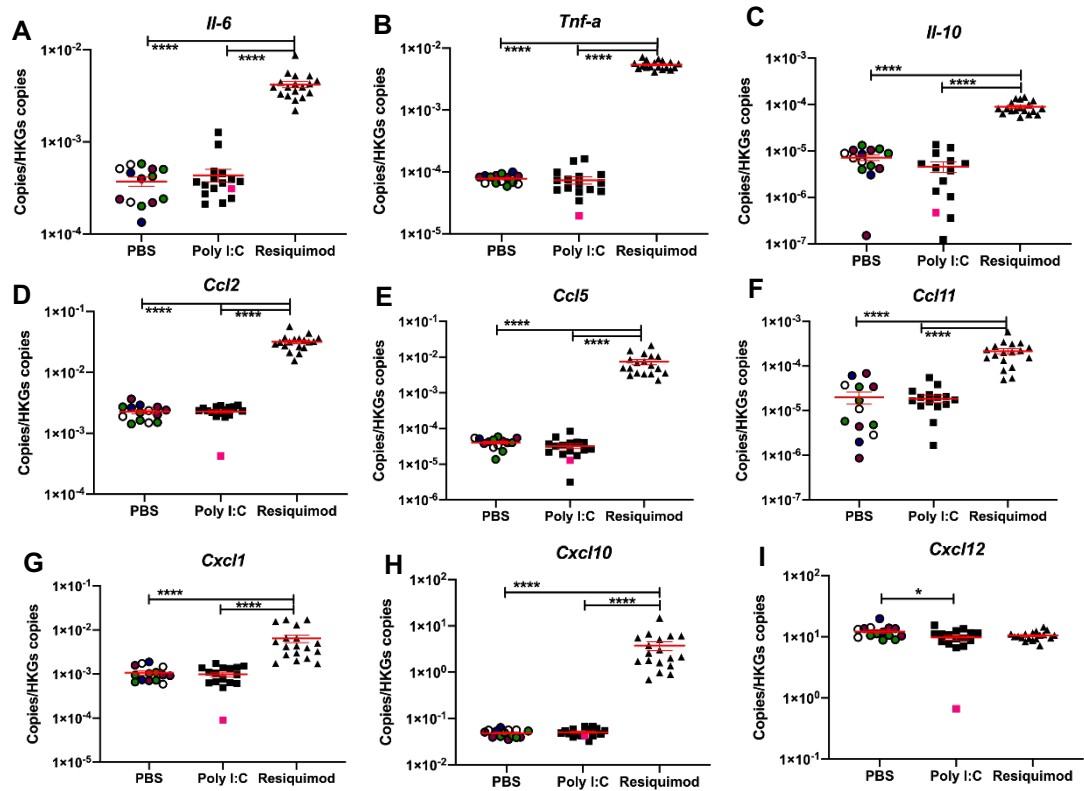 A
Il-6
Copies/HKGs copies
1×10⁻²
1×10⁻³
1×10⁻⁴
****
****
PBS Poly I:C Resiquimod
B
Tnf-a
Copies/HKGs copies
1×10⁻²
1×10⁻³
1×10⁻⁴
1×10⁻⁵
****
****
PBS Poly I:C Resiquimod
C
Il-10
Copies/HKGs copies
1×10⁻³
1×10⁻⁴
1×10⁻⁵
1×10⁻⁶
1×10⁻⁷
****
****
PBS Poly I:C Resiquimod
D
Ccl2
Copies/HKGs copies
1×10⁻¹
1×10⁻²
1×10⁻³
1×10⁻⁴
****
****
PBS Poly I:C Resiquimod
E
Ccl5
Copies/HKGs copies
1×10⁻¹
1×10⁻²
1×10⁻³
1×10⁻⁴
1×10⁻⁵
1×10⁻⁶
****
****
PBS Poly I:C Resiquimod
F
Ccl11
Copies/HKGs copies
1×10⁻³
1×10⁻⁴
1×10⁻⁵
1×10⁻⁶
1×10⁻⁷
****
****
PBS Poly I:C Resiquimod
G
Cxcl1
Copies/HKGs copies
1×10⁻¹
1×10⁻²
1×10⁻³
1×10⁻⁴
1×10⁻⁵
****
****
PBS Poly I:C Resiquimod
H
Cxcl10
Copies/HKGs copies
1×10²
1×10¹
1×10⁰
1×10⁻¹
1×10⁻²
****
****
PBS Poly I:C Resiquimod
I
Cxcl12
Copies/HKGs copies
1×10²
1×10¹
1×10⁰
1×10⁻¹
*
PBS Poly I:C Resiquimod